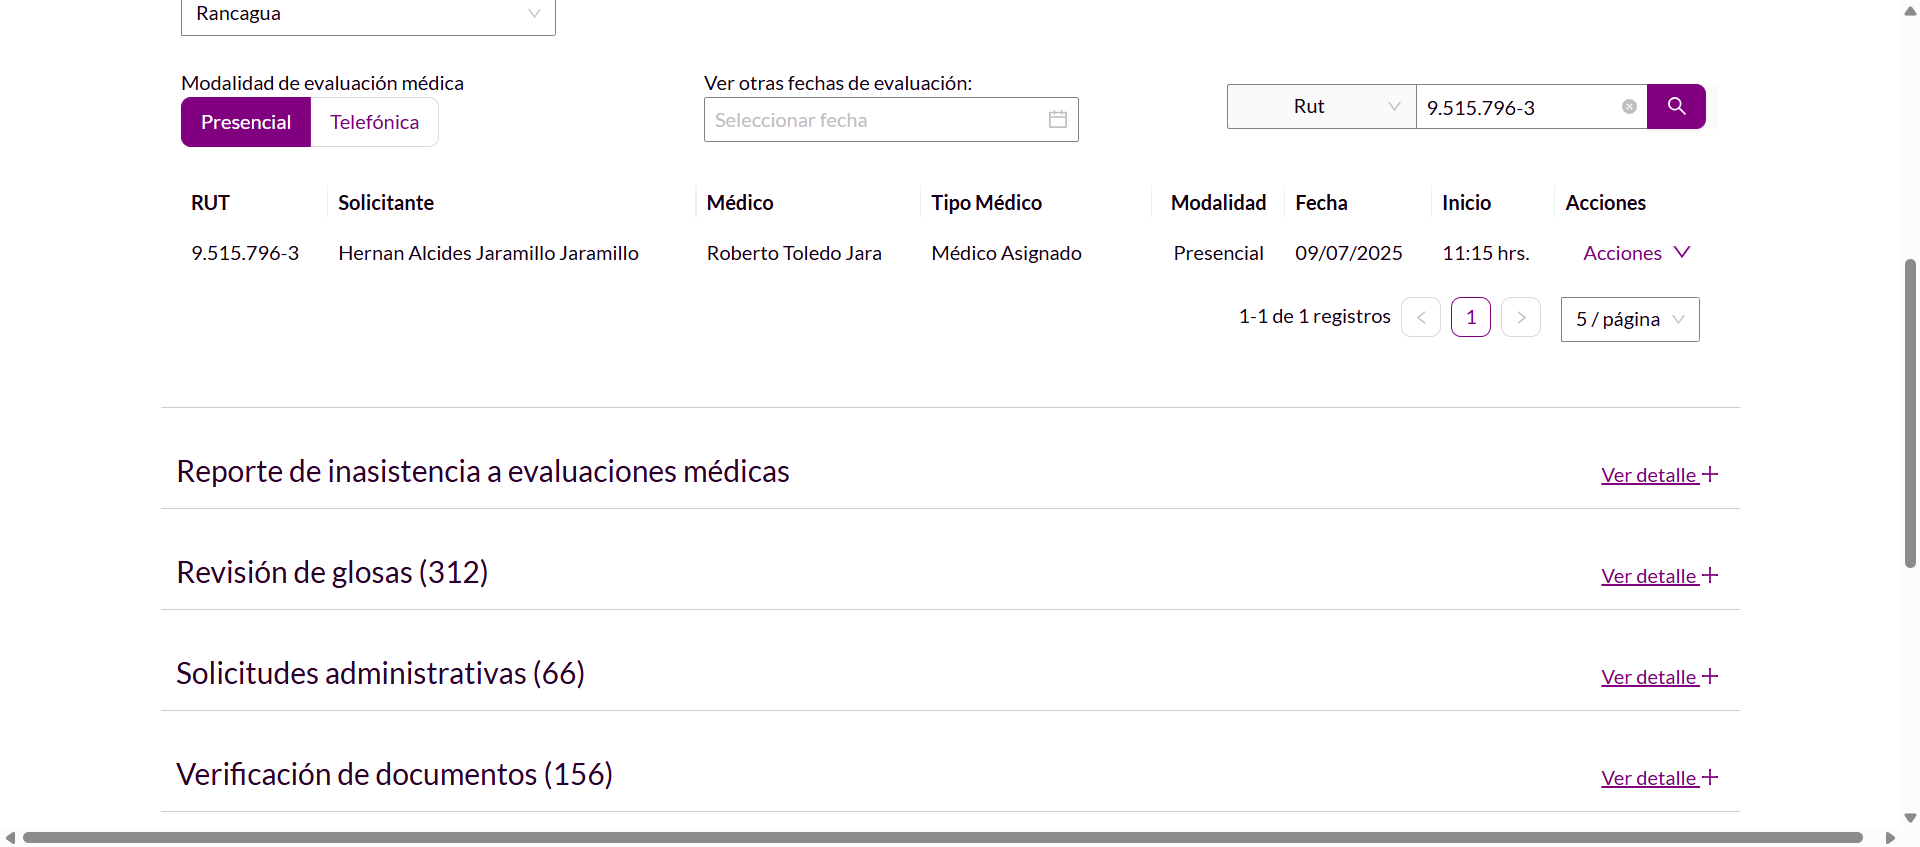 Rancagua
Modalidad de evaluación médica
Presencial
Telefónica
Ver otras fechas de evaluación:
Seleccionar fecha
Rut
9.515.796-3
RUT Solicitante Médico Tipo Médico Modalidad Fecha Inicio Acciones
9.515.796-3 Hernan Alcides Jaramillo Jaramillo Roberto Toledo Jara Médico Asignado Presencial 09/07/2025 11:15 hrs. Acciones
1-1 de 1 registros < 1 > 5 / página
Reporte de inasistencia a evaluaciones médicas Ver detalle +
Revisión de glosas (312) Ver detalle +
Solicitudes administrativas (66) Ver detalle +
Verificación de documentos (156) Ver detalle +